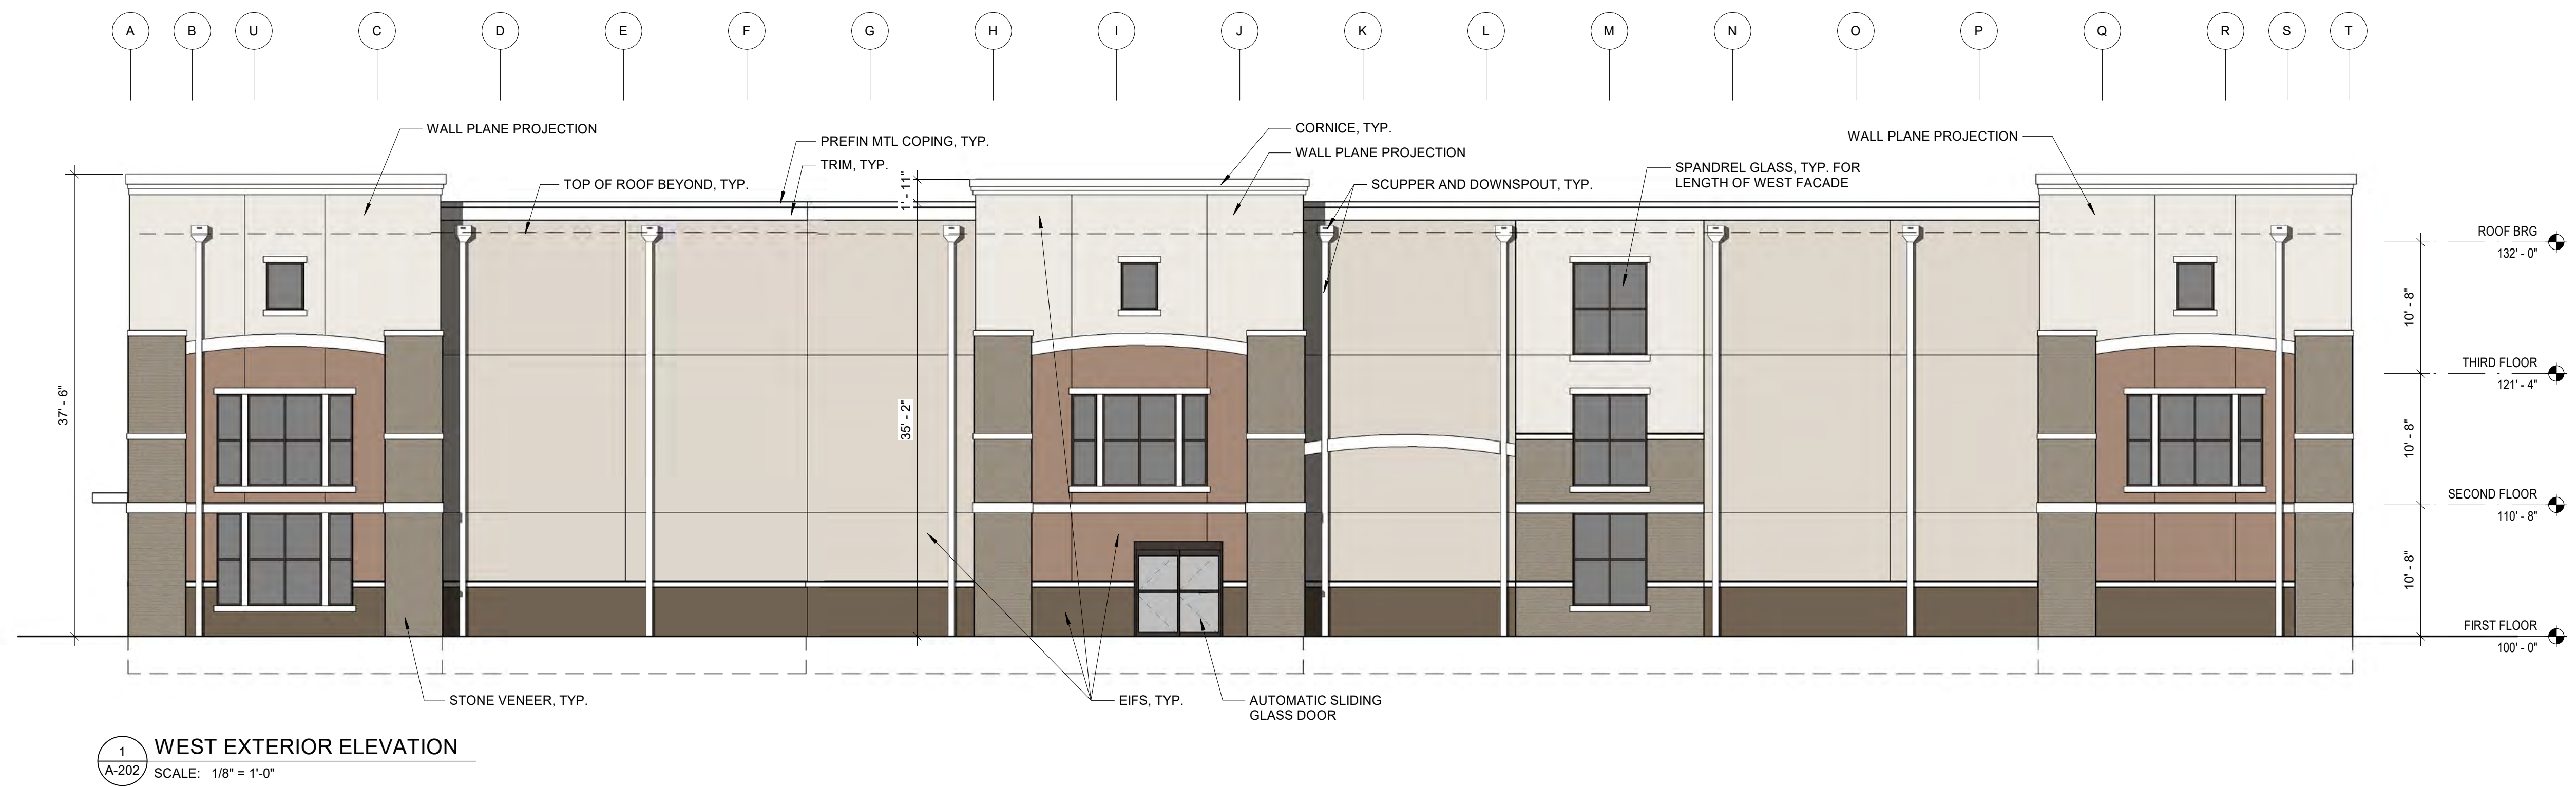 A B U C D E F G H I J K L M N O P Q R S T
WALL PLANE PROJECTION
PREFIN MTL COPING, TYP.
TRIM, TYP.
TOP OF ROOF BEYOND, TYP.
CORNICE, TYP.
WALL PLANE PROJECTION
SCUPPER AND DOWNSPOUT, TYP.
SPANDREL GLASS, TYP. FOR
LENGTH OF WEST FACADE
WALL PLANE PROJECTION
37' - 6"
1' - 11"
35' - 2"
10' - 8"
10' - 8"
10' - 8"
ROOF BRG
132' - 0"
THIRD FLOOR
121' - 4"
SECOND FLOOR
110' - 8"
FIRST FLOOR
100' - 0"
STONE VENEER, TYP.
EIFS, TYP.
AUTOMATIC SLIDING
GLASS DOOR
1
A-202
WEST EXTERIOR ELEVATION
SCALE: 1/8" = 1'-0"